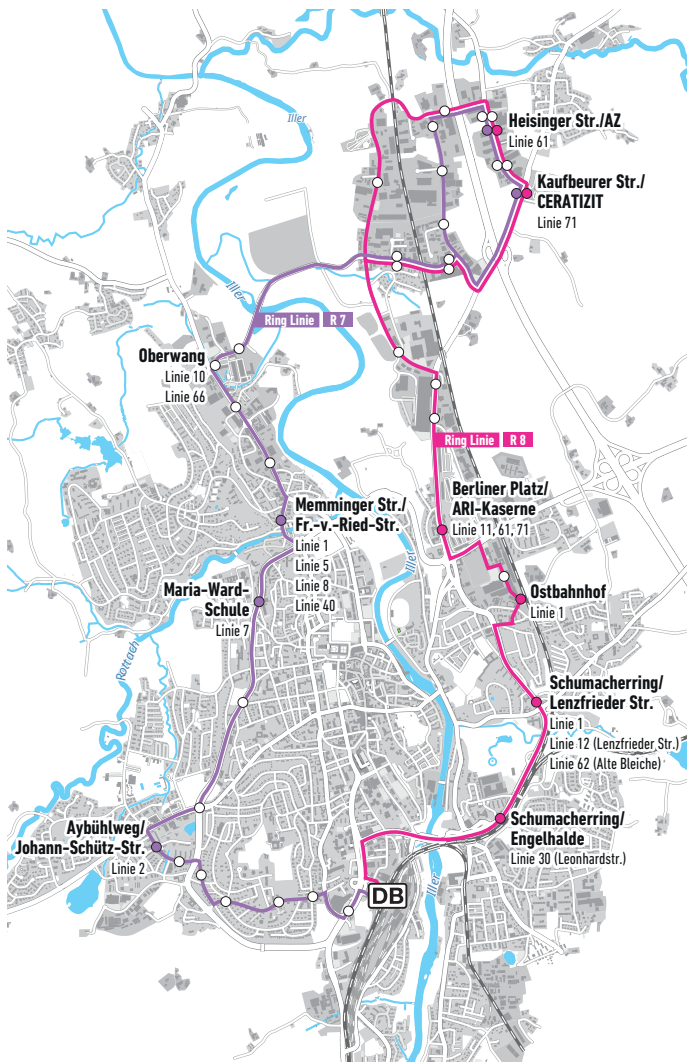 Iller
Heisinger Str./AZ
Linie 61
Kaufbeurer Str./
CERATIZIT
Linie 71
Iller
Ring Linie R 7
Oberwang
Linie 10
Linie 66
Ring Linie R 8
Berliner Platz/
ARI-Kaserne
Linie 11, 61, 71
Memminger Str./
Fr.-v.-Ried-Str.
Linie 1
Linie 5
Linie 8
Linie 40
Iller
Maria-Ward-
Schule
Linie 7
Ostbahnhof
Linie 1
Rottach
Schumacherring/
Lenzfrieder Str.
Linie 1
Linie 12 (Lenzfrieder Str.)
Linie 62 (Alte Bleiche)
Schumacherring/
Engelhalde
Linie 30 (Leonhardstr.)
Aybühlweg/
Johann-Schütz-Str.
Linie 2
DB
Iller